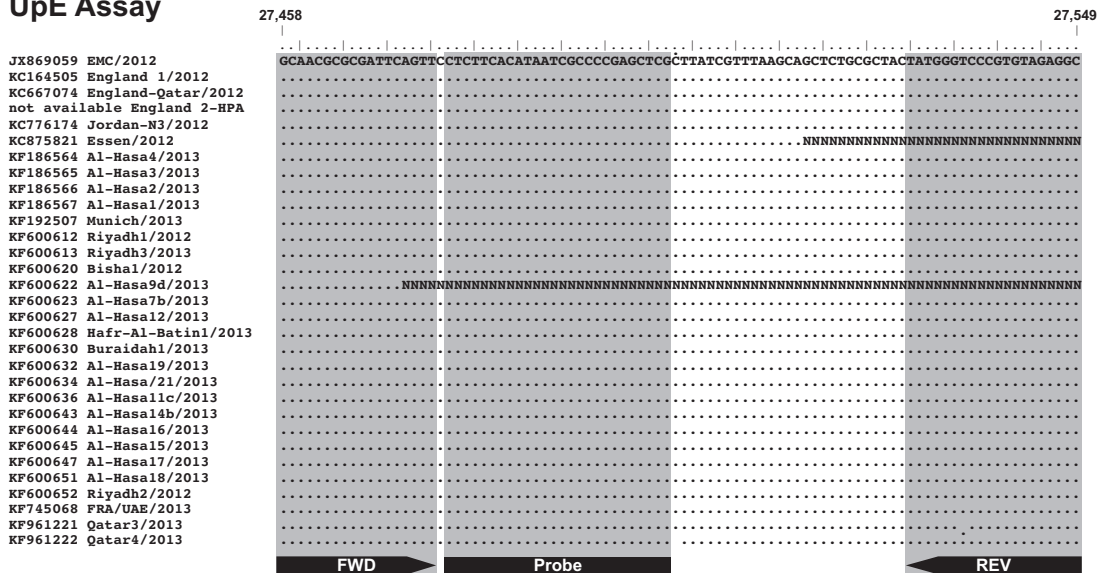 UpE Assay
27,458 27,549
JX869059 EMC/2012 GCAACGCGCGATTCAGTTCCTCTTCACATAATCGCCCCGAGCTCGCTTATCGTTTAAGCAGCTCTGCGCTACTATGGGTCCCGTGTAGAGGC
KC164505 England 1/2012
KC667074 England-Qatar/2012
not available England 2-HPA
KC776174 Jordan-N3/2012
KC875821 Essen/2012 NNNNNNNNNNNNNNNNNNNNNNNNNNNNNNNN
KF186564 Al-Hasa4/2013
KF186565 Al-Hasa3/2013
KF186566 Al-Hasa2/2013
KF186567 Al-Hasa1/2013
KF192507 Munich/2013
KF600612 Riyadh1/2012
KF600613 Riyadh3/2013
KF600620 Bisha1/2012
KF600622 Al-Hasa9d/2013 NNNNNNNNNNNNNNNNNNNNNNNNNNNNNNNNNNNNNNNNNNNNNNNNNNNNNNNNNNNNNNNNNNNNNNNNNNNNNN
KF600623 Al-Hasa7b/2013
KF600627 Al-Hasa12/2013
KF600628 Hafr-Al-Batin1/2013
KF600630 Buraidah1/2013
KF600632 Al-Hasa19/2013
KF600634 Al-Hasa/21/2013
KF600636 Al-Hasa11c/2013
KF600643 Al-Hasa14b/2013
KF600644 Al-Hasa16/2013
KF600645 Al-Hasa15/2013
KF600647 Al-Hasa17/2013
KF600651 Al-Hasa18/2013
KF600652 Riyadh2/2012
KF745068 FRA/UAE/2013
KF961221 Qatar3/2013
KF961222 Qatar4/2013
FWD Probe REV